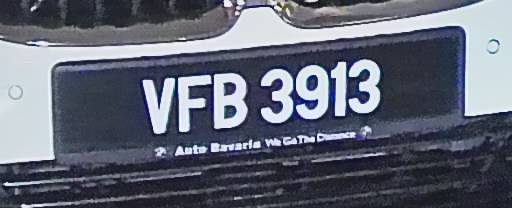 VFB 3913
Auto Bavaria We Go The Distance